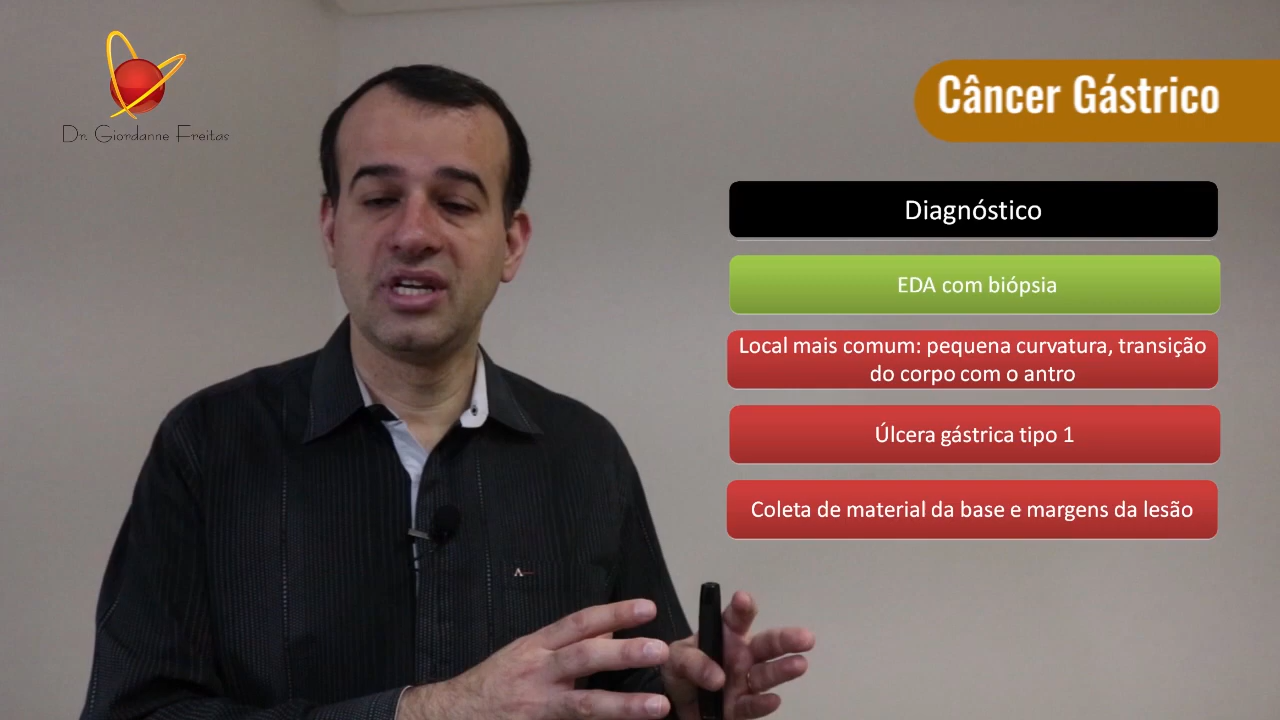 Dr. Giordanne Freitas
Câncer Gástrico
Diagnóstico
EDA com biópsia
Local mais comum: pequena curvatura, transição
do corpo com o antro
Úlcera gástrica tipo 1
Coleta de material da base e margens da lesão